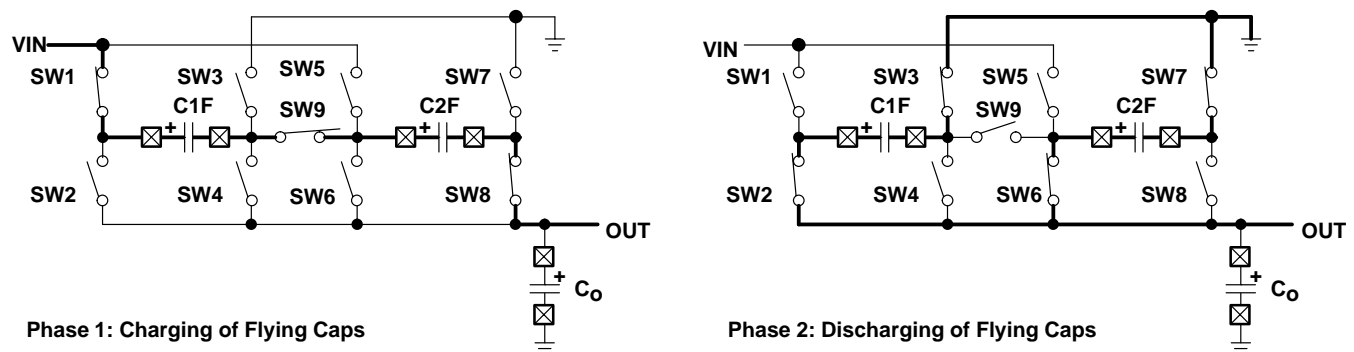 VIN
SW1
SW3
SW5
SW7
C1F
SW9
C2F
+
+
SW2
SW4
SW6
SW8
OUT
+
Co
Phase 1: Charging of Flying Caps
VIN
SW1
SW3
SW5
SW7
C1F
SW9
C2F
+
+
SW2
SW4
SW6
SW8
OUT
+
Co
Phase 2: Discharging of Flying Caps